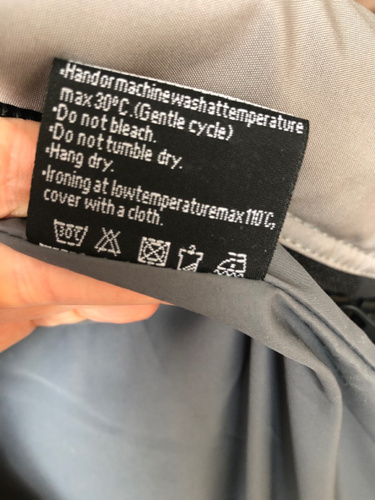 •Hand or machine wash at temperature
max 30°C. (Gentle cycle)
•Do not bleach.
•Do not tumble dry.
•Hang dry.
•Ironing at low temperature max 110°C,
cover with a cloth.
30°C